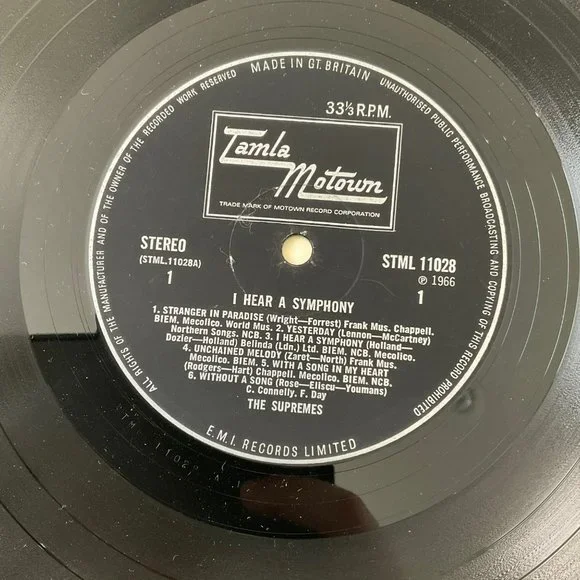 MADE IN GT. BRITAIN
UNAUTHORISED PUBLIC PERFORMANCE BROADCASTING AND COPYING OF THIS RECORD PROHIBITED
ALL RIGHTS OF THE MANUFACTURER AND OF THE OWNER OF THE RECORDED WORK RESERVED
33⅓ R.P.M.
Tamla
Motown
TRADE MARK OF MOTOWN RECORD CORPORATION
STEREO
(STML.11028A)
1
STML 11028
℗ 1966
1
I HEAR A SYMPHONY
1. STRANGER IN PARADISE (Wright—Forrest) Frank Mus. Chappell.
BIEM. Mecolico. World Mus. 2. YESTERDAY (Lennon—McCartney)
Northern Songs. NCB. 3. I HEAR A SYMPHONY (Holland—
Dozier—Holland) Belinda (Ldn.) Ltd. BIEM. NCB. Mecolico.
4. UNCHAINED MELODY (Zaret—North) Frank Mus.
Mecolico. BIEM. 5. WITH A SONG IN MY HEART
(Rodgers—Hart) Chappell. Mecolico. BIEM. NCB.
6. WITHOUT A SONG (Rose—Eliscu—Youmans)
C. Connelly. F. Day
THE SUPREMES
E.M.I. RECORDS LIMITED